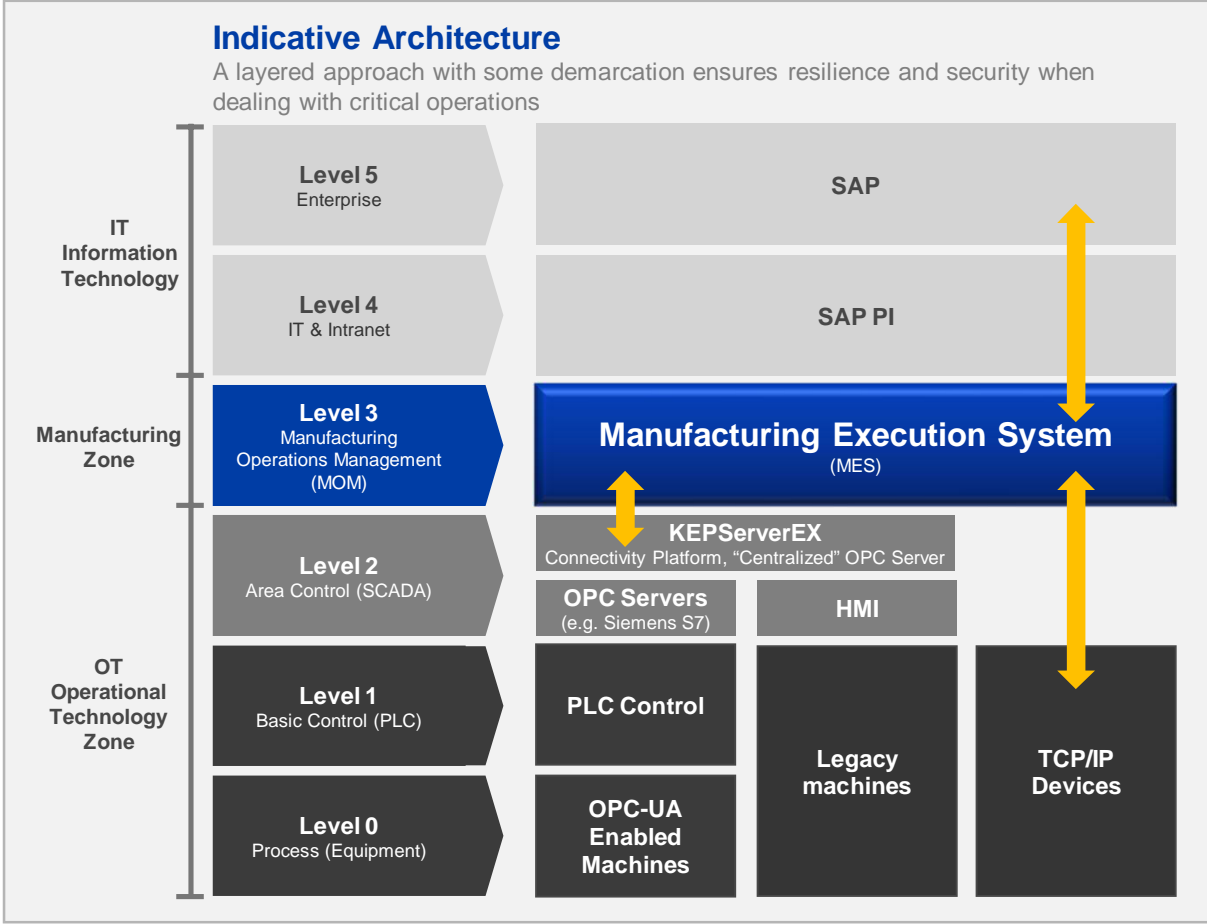 Indicative Architecture
A layered approach with some demarcation ensures resilience and security when
dealing with critical operations
IT
Information
Technology
Level 5
Enterprise
SAP
Level 4
IT & Intranet
SAP PI
Manufacturing
Zone
Level 3
Manufacturing
Operations Management
(MOM)
Manufacturing Execution System
(MES)
OT
Operational
Technology
Zone
Level 2
Area Control (SCADA)
KEPServerEX
Connectivity Platform, “Centralized” OPC Server
OPC Servers
(e.g. Siemens S7)
HMI
Level 1
Basic Control (PLC)
PLC Control
Legacy
machines
TCP/IP
Devices
Level 0
Process (Equipment)
OPC-UA
Enabled
Machines